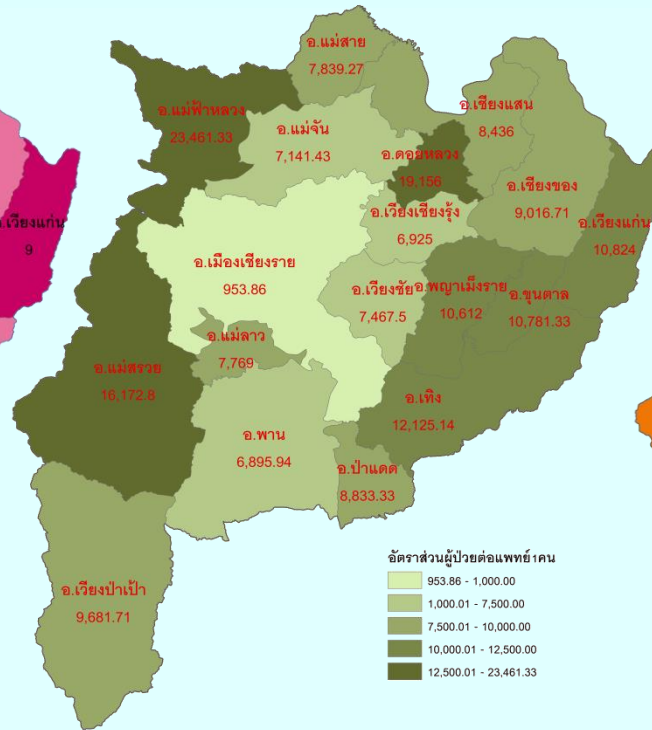 อ.แม่สาย
7,839.27
อ.แม่ฟ้าหลวง
23,461.33
อ.เชียงแสน
8,436
อ.แม่จัน
7,141.43
อ.ดอยหลวง
19,156
อ.เชียงของ
9,016.71
อ.เวียงแก่น
9
อ.เวียงเชียงรุ้ง
6,925
อ.เวียงแก่น
10,824
อ.เมืองเชียงราย
953.86
อ.เวียงชัย
7,467.5
อ.พญาเม็งราย
10,612
อ.ขุนตาล
10,781.33
อ.แม่ลาว
7,769
อ.แม่สรวย
16,172.8
อ.เทิง
12,125.14
อ.พาน
6,895.94
อ.ป่าแดด
8,833.33
อ.เวียงป่าเป้า
9,681.71
อัตราส่วนผู้ป่วยต่อแพทย์1คน
953.86 - 1,000.00
1,000.01 - 7,500.00
7,500.01 - 10,000.00
10,000.01 - 12,500.00
12,500.01 - 23,461.33